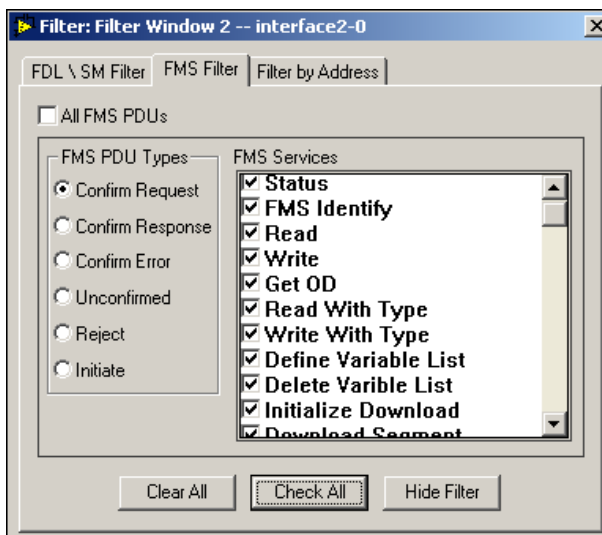 Filter: Filter Window 2 -- interface2-0
FDL \ SM Filter
FMS Filter
Filter by Address
All FMS PDUs
FMS PDU Types
Confirm Request
Confirm Response
Confirm Error
Unconfirmed
Reject
Initiate
FMS Services
Status
FMS Identify
Read
Write
Get OD
Read With Type
Write With Type
Define Variable List
Delete Varible List
Initialize Download
Download Segment
Clear All
Check All
Hide Filter